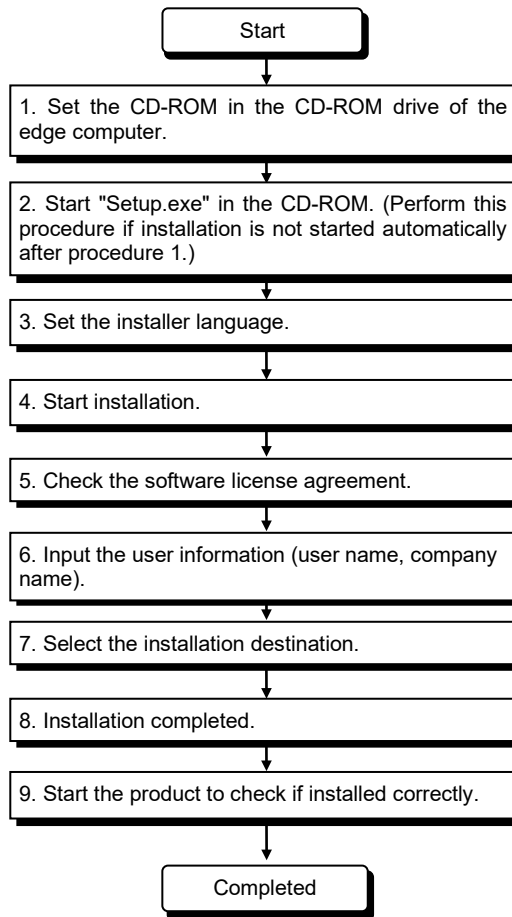 Start
1. Set the CD-ROM in the CD-ROM drive of the
edge computer.
2. Start "Setup.exe" in the CD-ROM. (Perform this
procedure if installation is not started automatically
after procedure 1.)
3. Set the installer language.
4. Start installation.
5. Check the software license agreement.
6. Input the user information (user name, company
name).
7. Select the installation destination.
8. Installation completed.
9. Start the product to check if installed correctly.
Completed